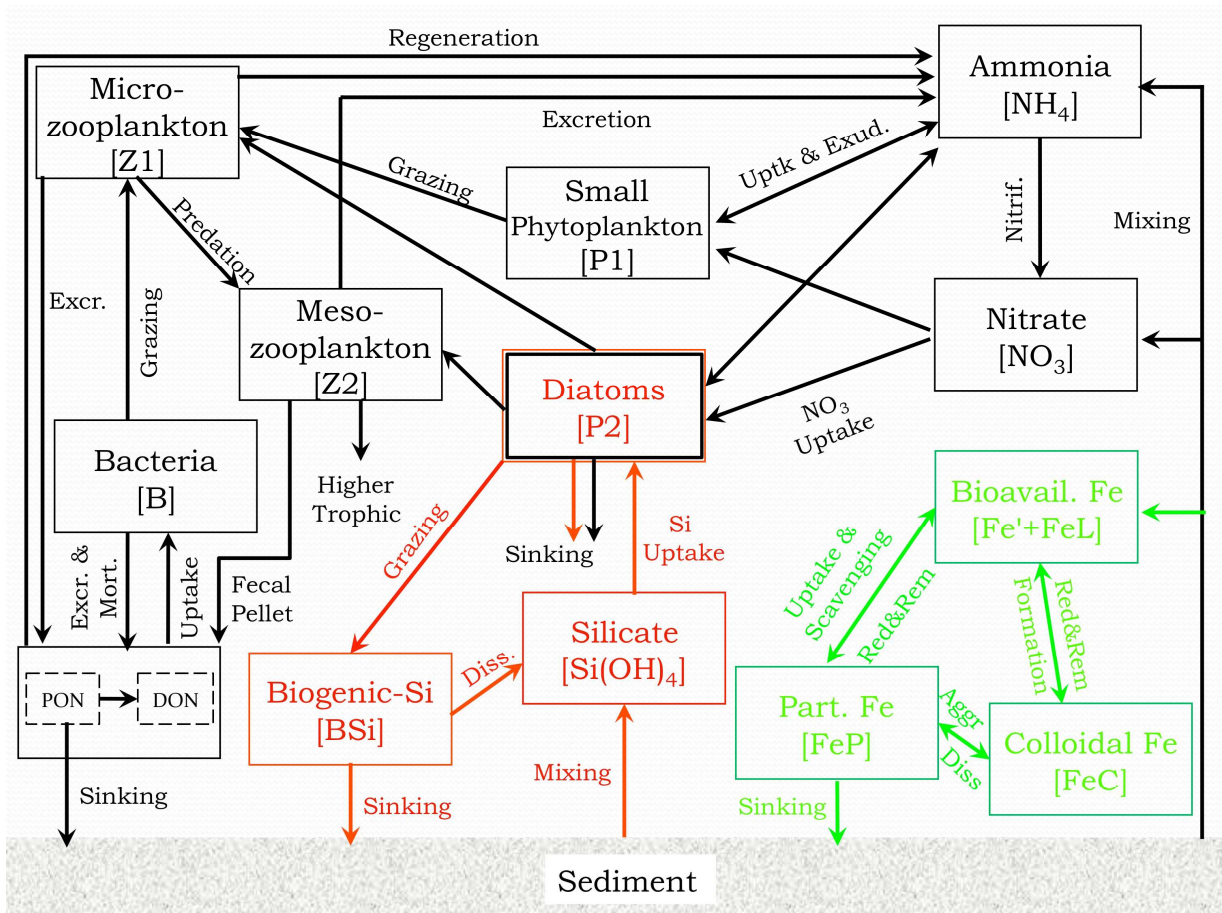 Regeneration
Ammonia
[NH₄]
Micro-
zooplankton
[Z1]
Excretion
Uptk & Exud.
Grazing
Small
Phytoplankton
[P1]
Predation
Nitrif.
Mixing
Excr.
Grazing
Meso-
zooplankton
[Z2]
Nitrate
[NO₃]
Diatoms
[P2]
NO₃
Uptake
Bacteria
[B]
Higher
Trophic
Grazing
Sinking
Si
Uptake
Bioavail. Fe
[Fe'+FeL]
Uptake &
Scavenging
Red&Rem
Red&Rem
Formation
Excr. &
Mort.
Uptake
Fecal
Pellet
PON
DON
Biogenic-Si
[BSi]
Diss.
Silicate
[Si(OH)₄]
Part. Fe
[FeP]
Aggr
Diss
Colloidal Fe
[FeC]
Sinking
Sinking
Mixing
Sinking
Sediment